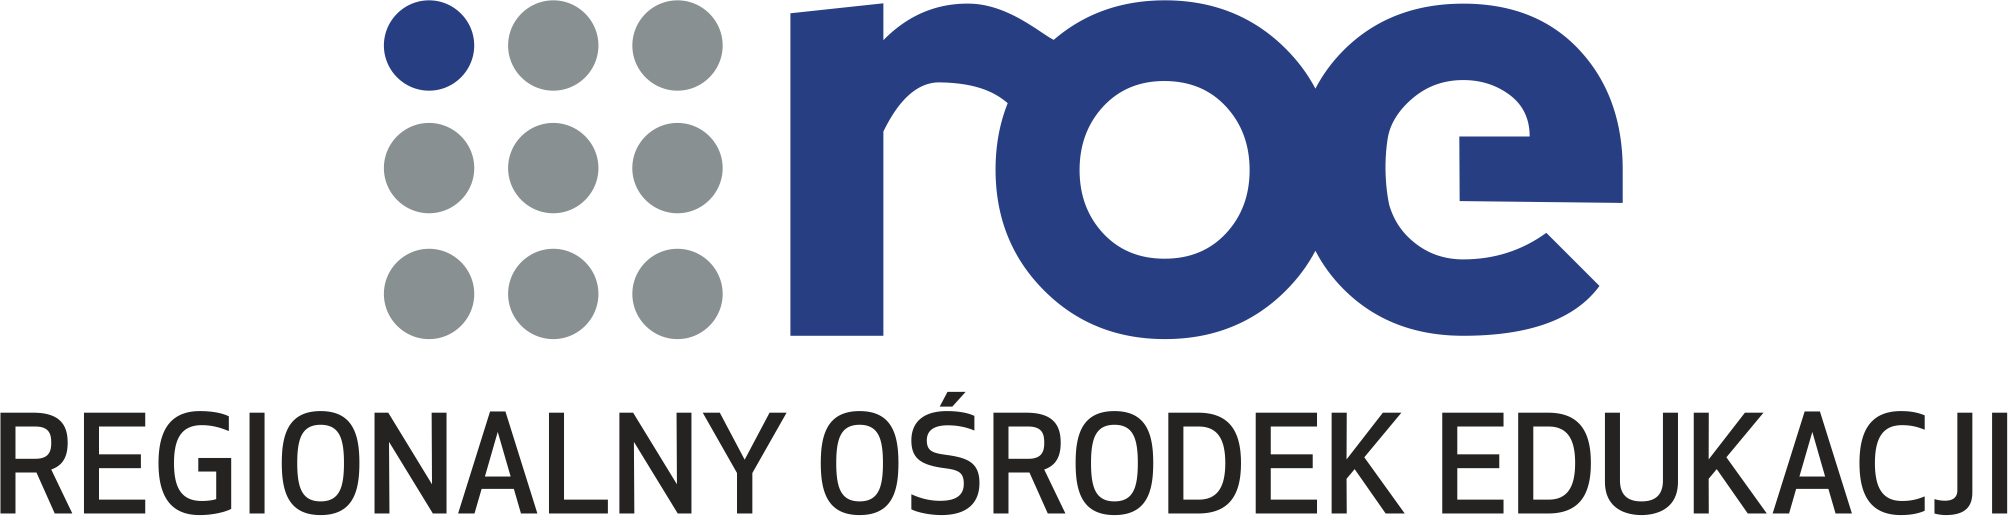 roe
REGIONALNY OŚRODEK EDUKACJI